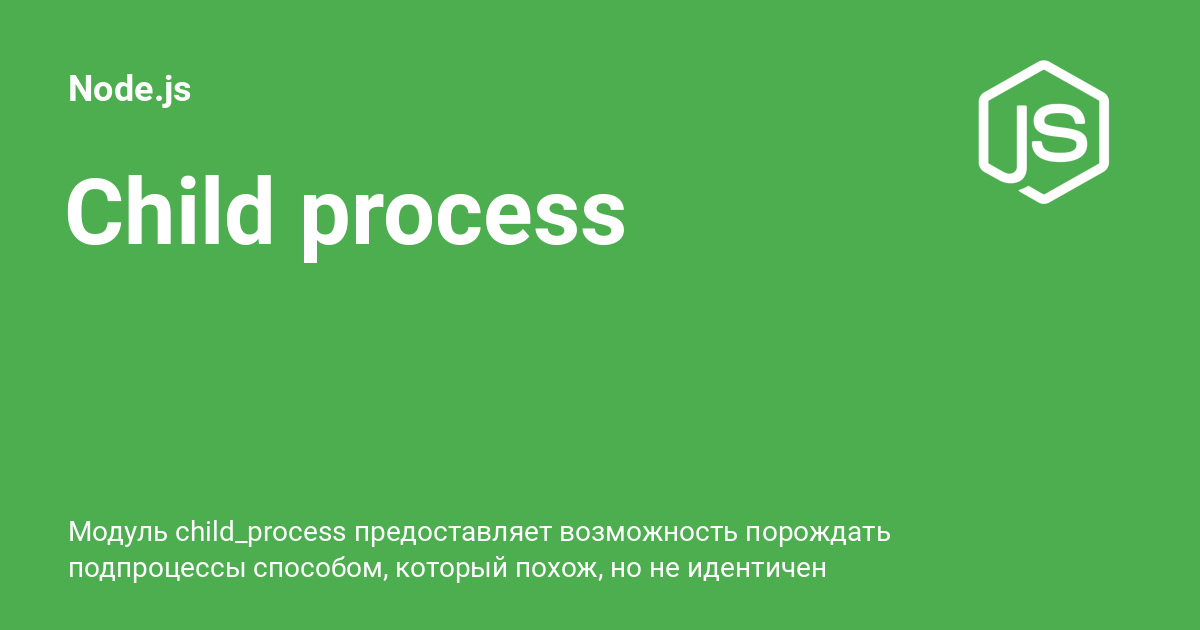 Node.js
JS
Child process
Модуль child_process предоставляет возможность порождать
подпроцессы способом, который похож, но не идентичен